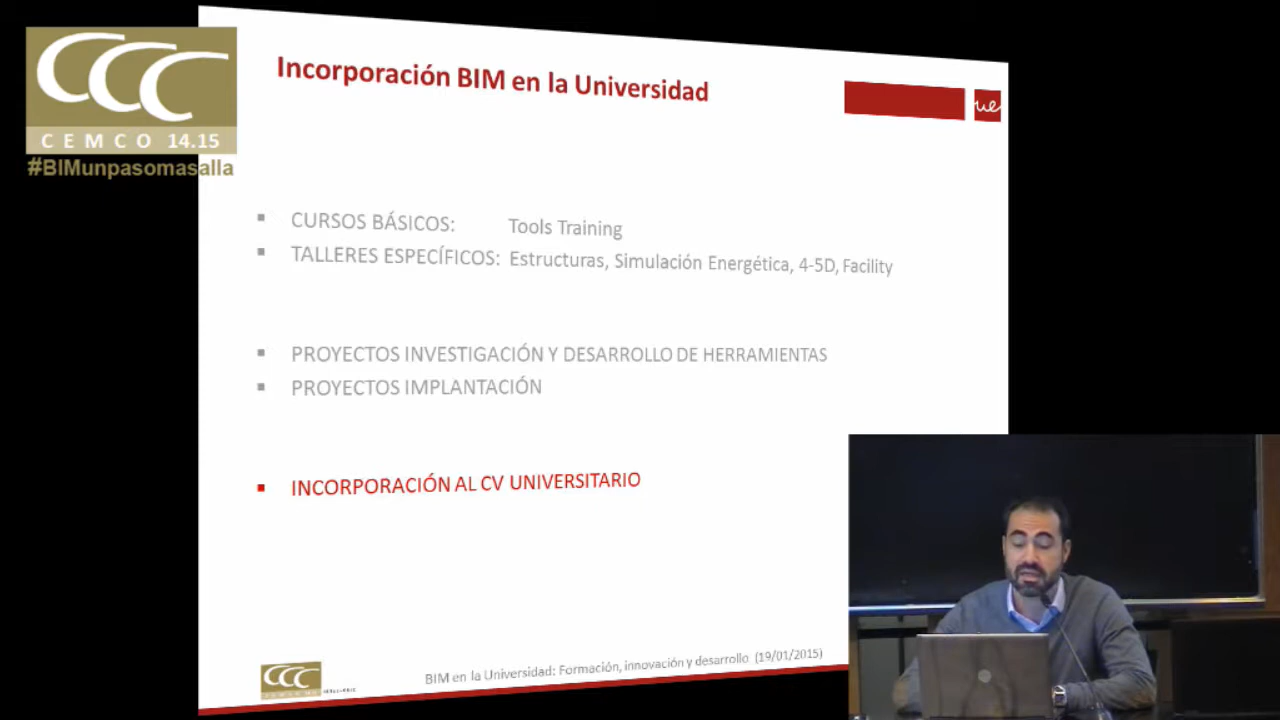 CCC
CEMCO 14.15
#BIMunpasomasalla
Incorporación BIM en la Universidad
ue
▪ CURSOS BÁSICOS: Tools Training
▪ TALLERES ESPECÍFICOS: Estructuras, Simulación Energética, 4-5D, Facility
▪ PROYECTOS INVESTIGACIÓN Y DESARROLLO DE HERRAMIENTAS
▪ PROYECTOS IMPLANTACIÓN
▪ INCORPORACIÓN AL CV UNIVERSITARIO
CCC
BIM en la Universidad: Formación, innovación y desarrollo (19/01/2015)